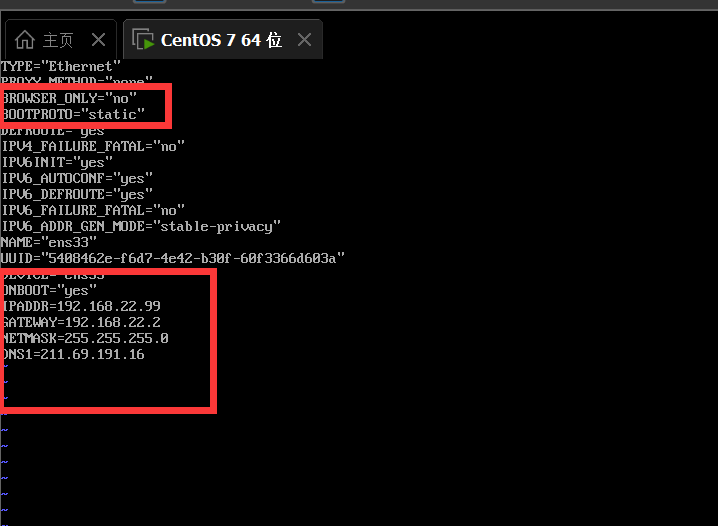 主页
CentOS 7 64 位
TYPE="Ethernet"
PROXY_METHOD="none"
BROWSER_ONLY="no"
BOOTPROTO="static"
DEFROUTE="yes"
IPV4_FAILURE_FATAL="no"
IPV6INIT="yes"
IPV6_AUTOCONF="yes"
IPV6_DEFROUTE="yes"
IPV6_FAILURE_FATAL="no"
IPV6_ADDR_GEN_MODE="stable-privacy"
NAME="ens33"
UUID="5408462e-f6d7-4e42-b30f-60f3366d603a"
DEVICE="ens33"
ONBOOT="yes"
IPADDR=192.168.22.99
GATEWAY=192.168.22.2
NETMASK=255.255.255.0
DNS1=211.69.191.16
~
~
~
~
~
~
~
~
~
~
~